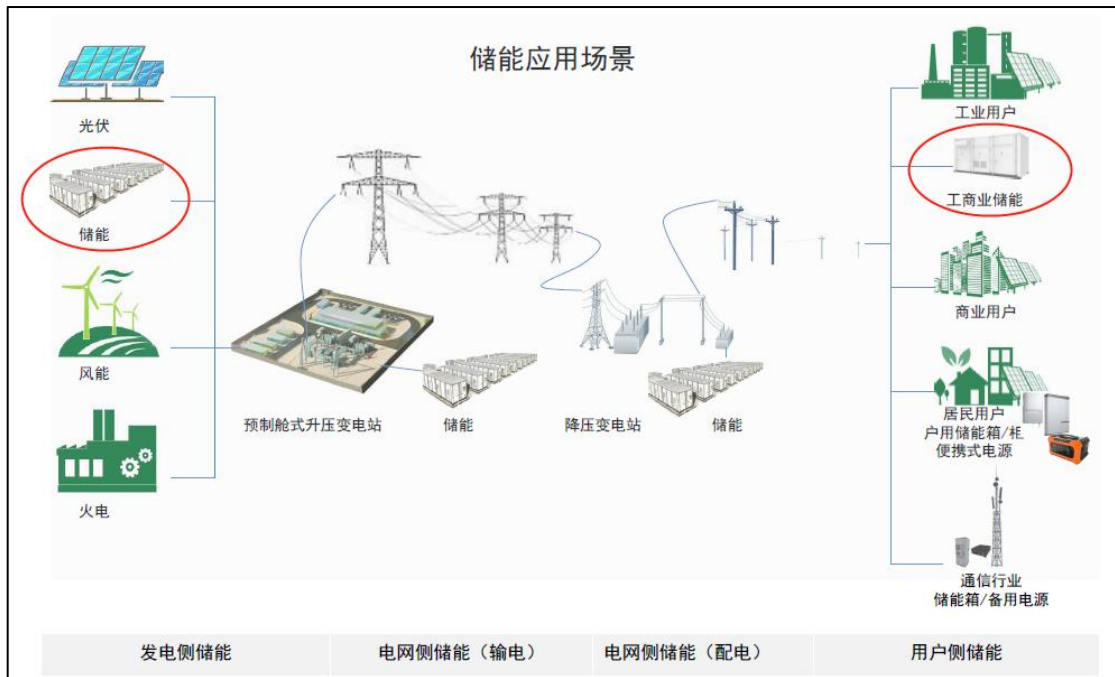 储能应用场景
光伏
储能
风能
火电
预制舱式升压变电站
储能
降压变电站
储能
工业用户
工商业储能
商业用户
居民用户
户用储能箱/柜
便携式电源
通信行业
储能箱/备用电源
发电侧储能
电网侧储能（输电）
电网侧储能（配电）
用户侧储能